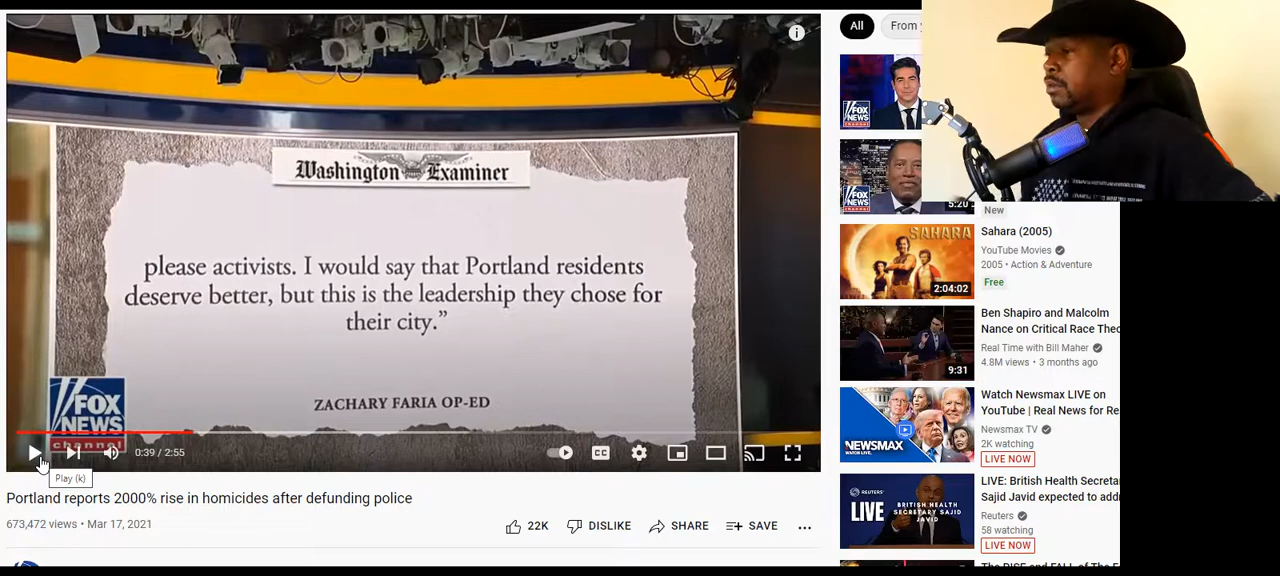 Washington Examiner
please activists. I would say that Portland residents
deserve better, but this is the leadership they chose for
their city.”
ZACHARY FARIA OP-ED
FOX
NEWS
channel
0:39 / 2:55
CC
Play (k)
Portland reports 2000% rise in homicides after defunding police
673,472 views • Mar 17, 2021
22K
DISLIKE
SHARE
SAVE
All
From
FOX
NEWS
channel
FOX
NEWS
channel
5:20
New
SAHARA
2:04:02
Sahara (2005)
YouTube Movies
2005 • Action & Adventure
Free
9:31
Ben Shapiro and Malcolm
Nance on Critical Race
Real Time with Bill Maher
4.8M views • 3 months ago
NEWSMAX
Watch Newsmax LIVE on
YouTube | Real News for
Newsmax TV
2K watching
LIVE NOW
REUTERS
LIVE
BRITISH HEALTH
SECRETARY SAJID
JAVID
LIVE: British Health
Sajid Javid expected to
Reuters
58 watching
LIVE NOW